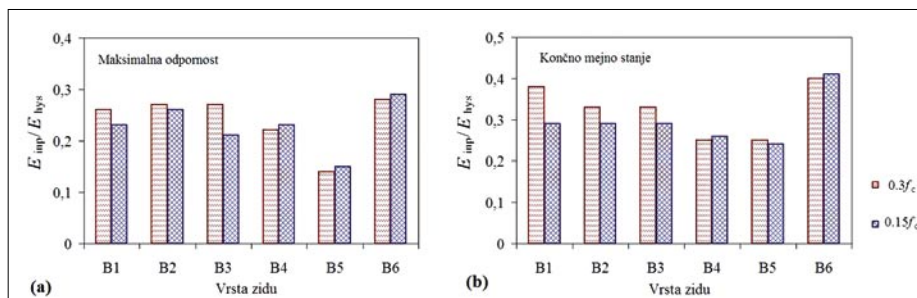 Maksimalna odpornost
E inp/ E hys
0,4
0,3
0,2
0,1
0
B1 B2 B3 B4 B5 B6
Vrsta zidu
(a)
Končno mejno stanje
E inp/ E hys
0,5
0,4
0,3
0,2
0,1
0
B1 B2 B3 B4 B5 B6
Vrsta zidu
(b)
0.3fc
0.15fc